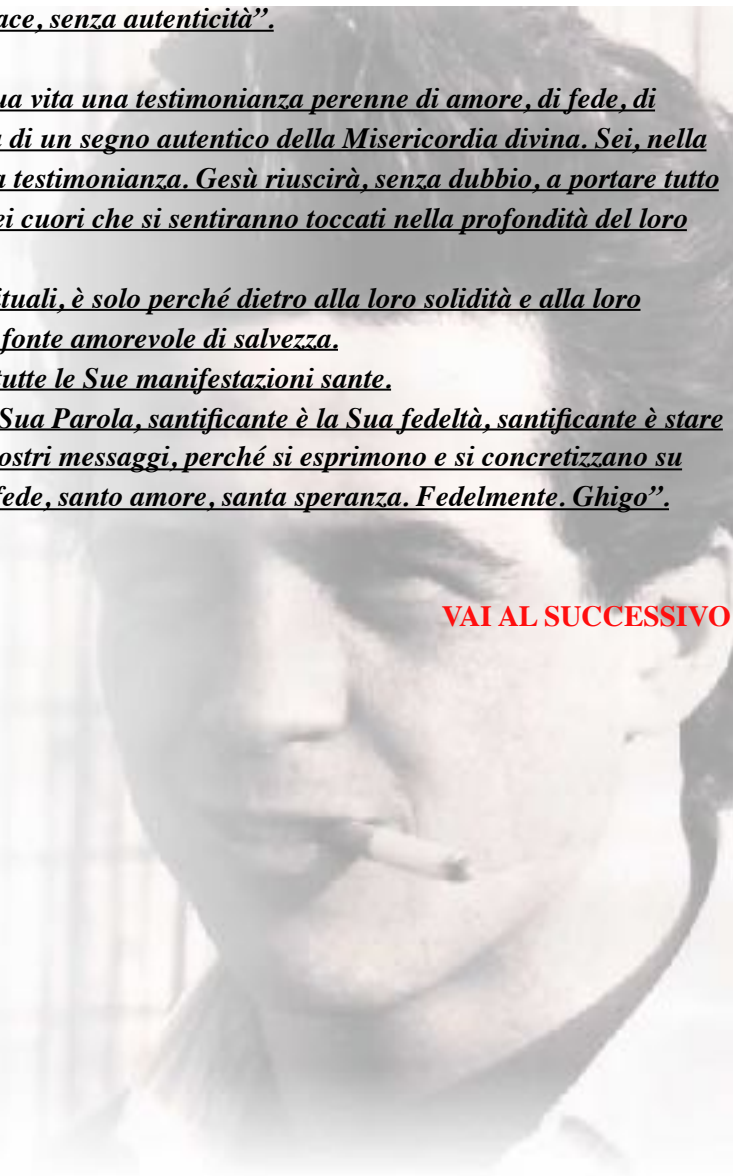 ace, senza autenticità”.
ua vita una testimonianza perenne di amore, di fede, di
a di un segno autentico della Misericordia divina. Sei, nella
a testimonianza. Gesù riuscirà, senza dubbio, a portare tutto
ei cuori che si sentiranno toccati nella profondità del loro
ituali, è solo perché dietro alla loro solidità e alla loro
fonte amorevole di salvezza.
tutte le Sue manifestazioni sante.
Sua Parola, santificante è la Sua fedeltà, santificante è stare
ostri messaggi, perché si esprimono e si concretizzano su
fede, santo amore, santa speranza. Fedelmente. Ghigo”.
VAI AL SUCCESSIVO